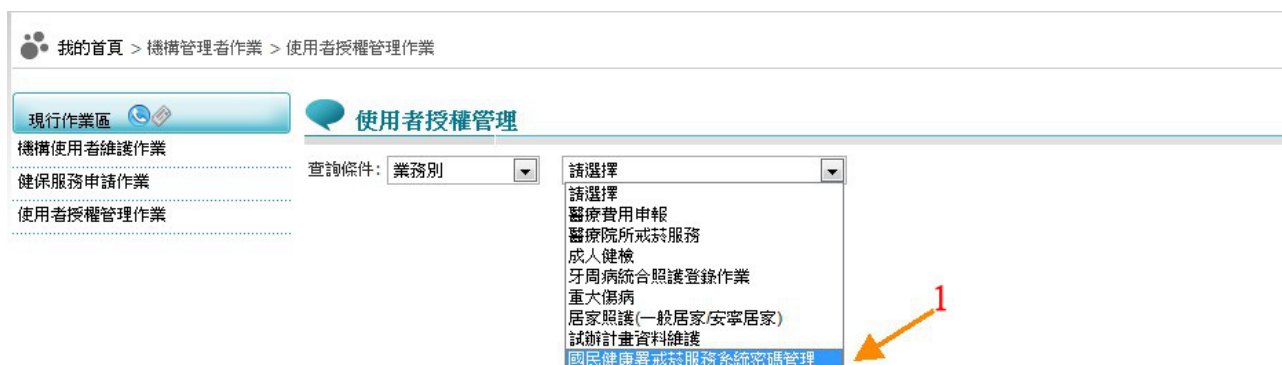 我的首頁 > 機構管理者作業 > 使用者授權管理作業
現行作業區
機構使用者維護作業
健保服務申請作業
使用者授權管理作業
使用者授權管理
查詢條件: 業務別 請選擇
請選擇
醫療費用申報
醫療院所戒菸服務
成人健檢
牙周病統合照護登錄作業
重大傷病
居家照護(一般居家/安寧居家)
試辦計畫資料維護
國民健康署戒菸服務系統密碼管理
1